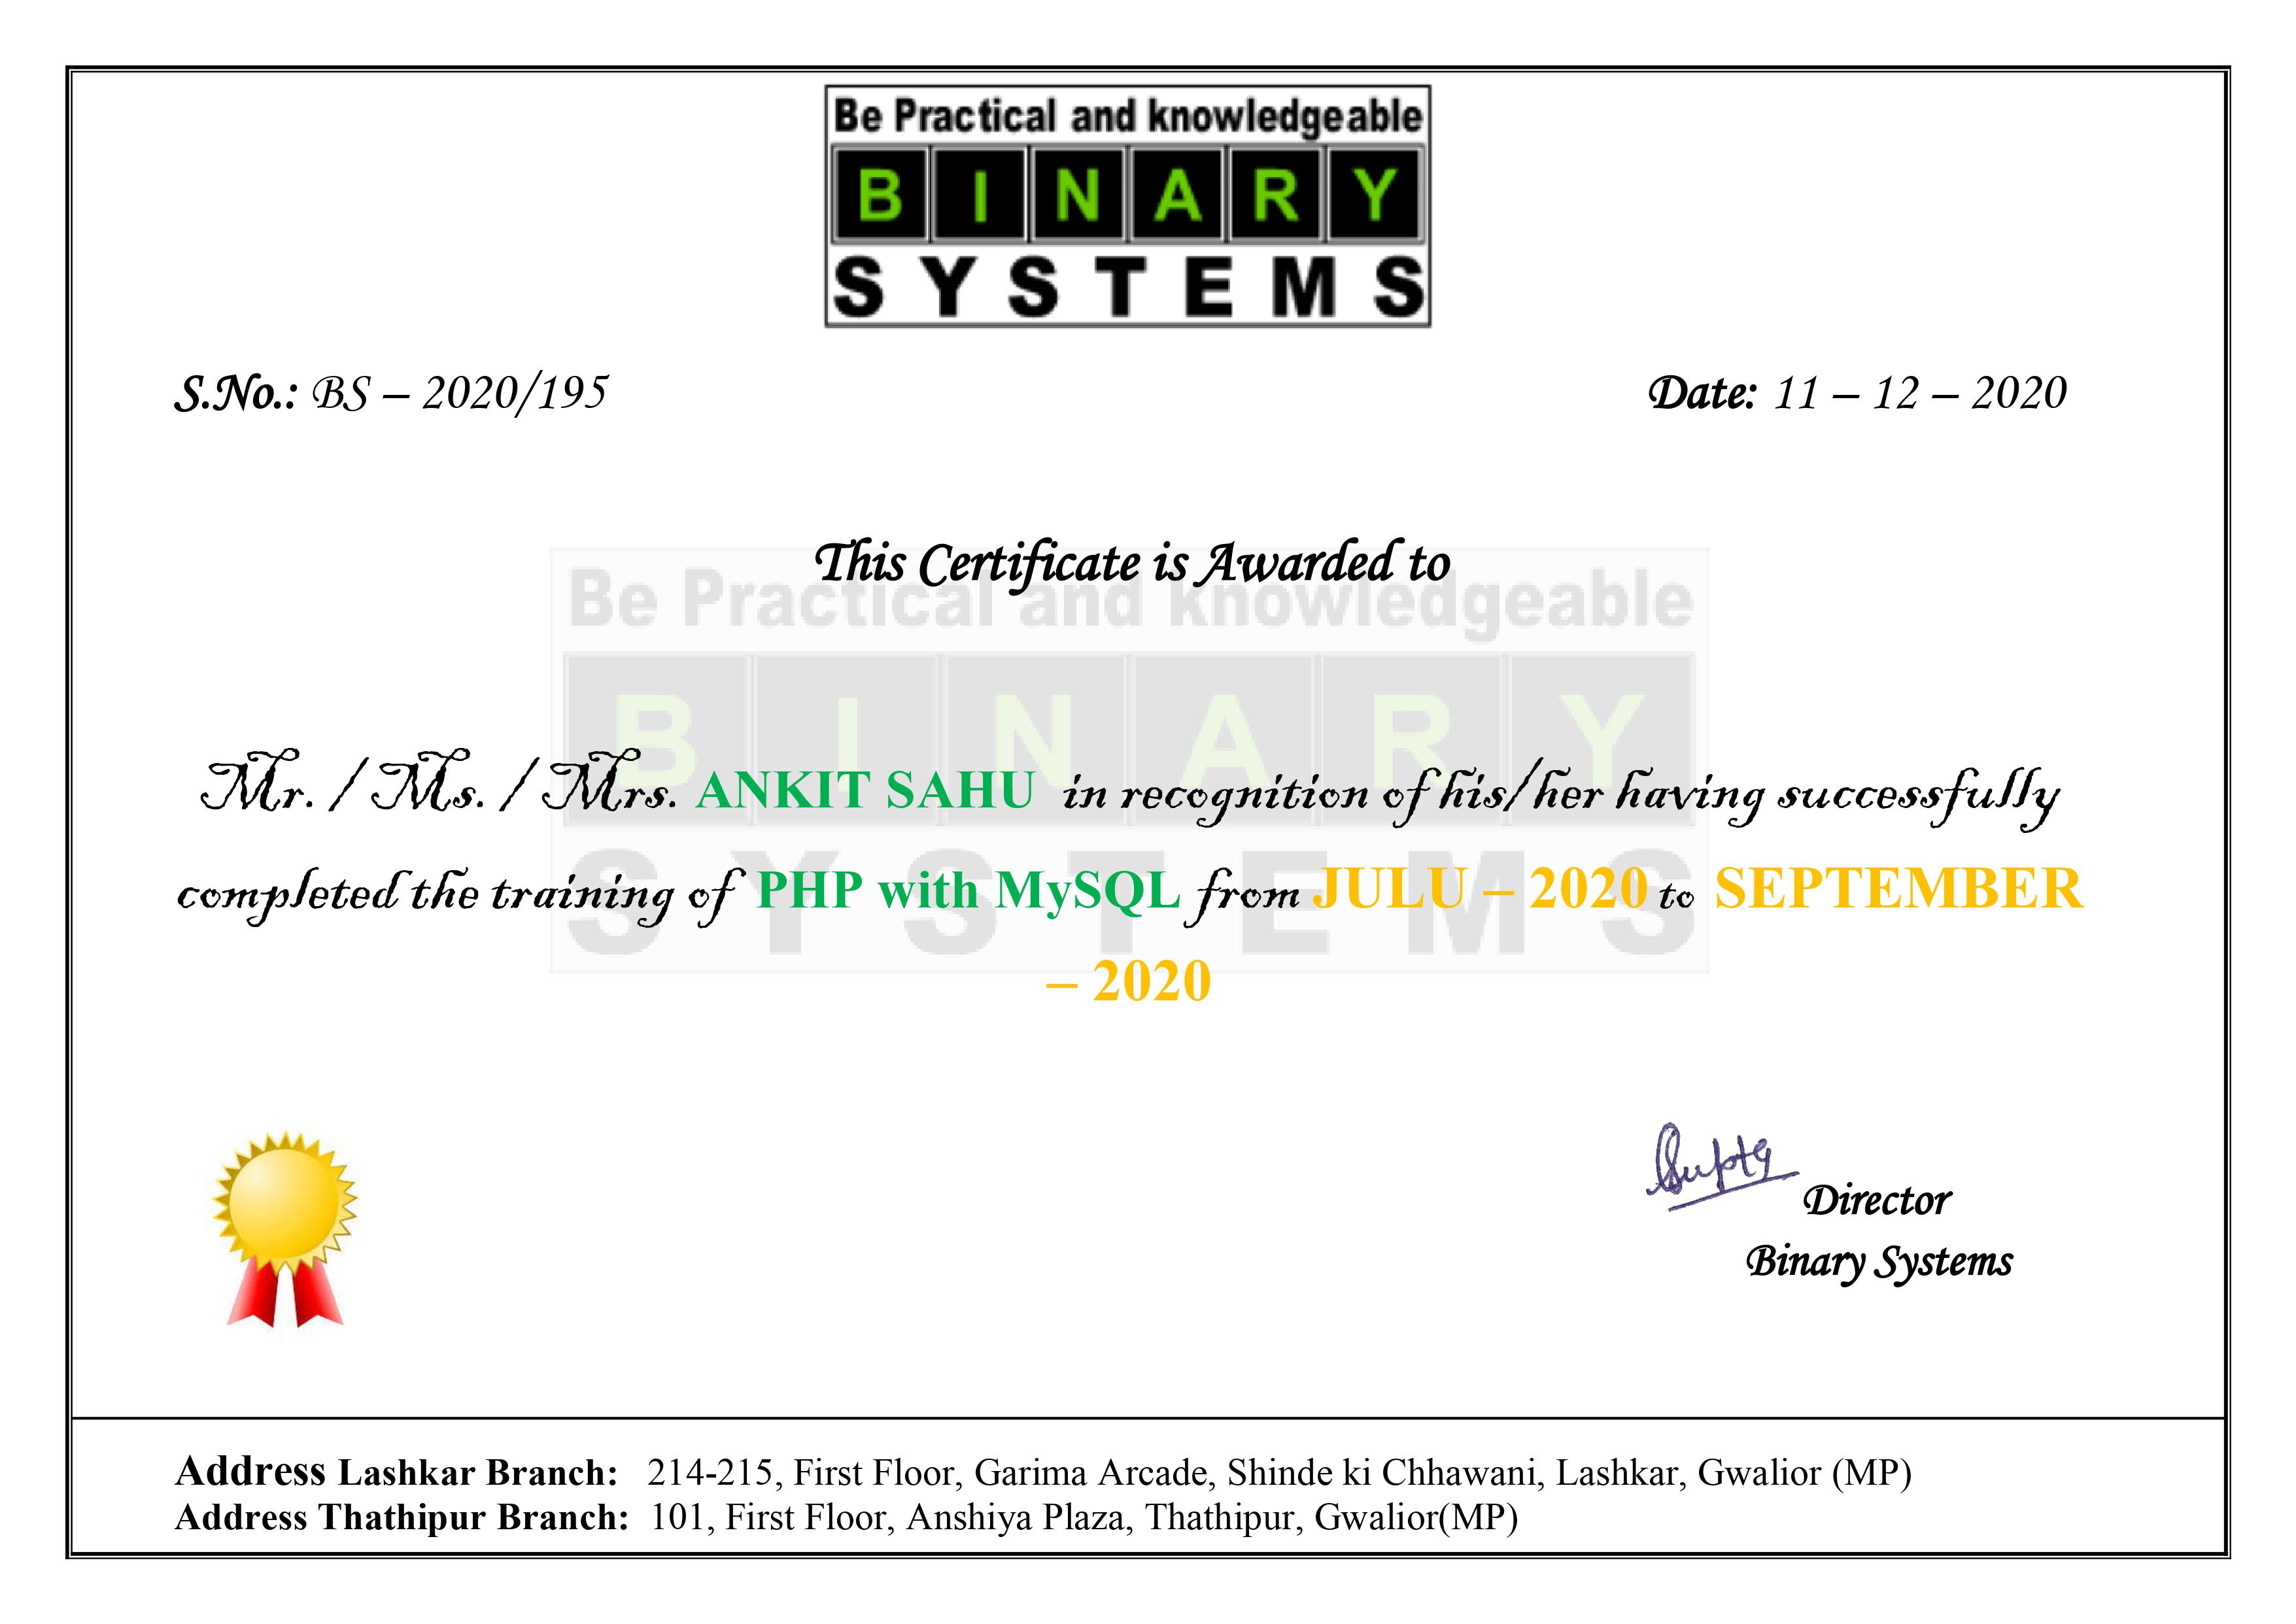 Be Practical and knowledgeable
BINARY
SYSTEMS
S.No.: BS – 2020/195
Date: 11 – 12 – 2020
This Certificate is Awarded to
Be Practical and knowledgeable
BINARY
SYSTEMS
Mr. / Ms. / Mrs. ANKIT SAHU in recognition of his/her having successfully
completed the training of PHP with MySQL from JULU – 2020 to SEPTEMBER
– 2020
Gupta
Director
Binary Systems
Address Lashkar Branch: 214-215, First Floor, Garima Arcade, Shinde ki Chhawani, Lashkar, Gwalior (MP)
Address Thathipur Branch: 101, First Floor, Anshiya Plaza, Thathipur, Gwalior(MP)